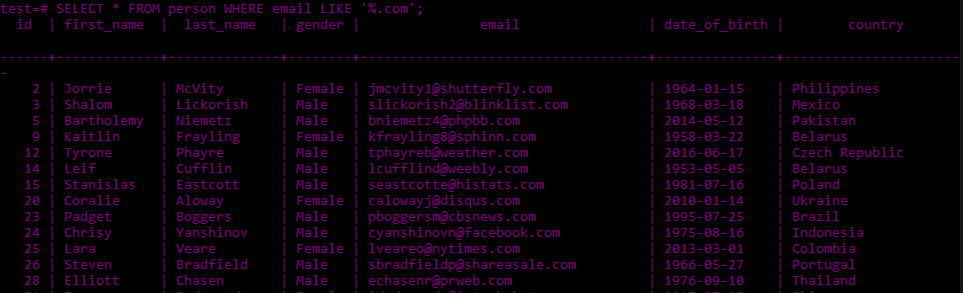 test=# SELECT * FROM person WHERE email LIKE '%.com';
id | first_name | last_name | gender | email | date_of_birth | country
------+------------+------------+--------+-----------------------------------+---------------+-----------------------
-
2 | Jorrie | McVity | Female | jmcvity1@shutterfly.com | 1964-01-15 | Philippines
3 | Shalom | Lickorish | Male | slickorish2@blinklist.com | 1968-03-18 | Mexico
5 | Bartholemy | Niemetz | Male | bniemetz4@phpbb.com | 2014-05-12 | Pakistan
9 | Kaitlin | Frayling | Female | kfrayling8@sphinn.com | 1958-03-22 | Belarus
12 | Tyrone | Phayre | Male | tphayreb@weather.com | 2016-06-17 | Czech Republic
14 | Leif | Cufflin | Male | lcufflind@weebly.com | 1953-05-05 | Belarus
15 | Stanislas | Eastcott | Male | seastcotte@histats.com | 1981-07-16 | Poland
20 | Coralie | Aloway | Female | calowayj@disqus.com | 2010-01-14 | Ukraine
23 | Padget | Boggers | Male | pboggersm@cbsnews.com | 1995-07-25 | Brazil
24 | Chrisy | Yanshinov | Male | cyanshinovn@facebook.com | 1975-08-16 | Indonesia
25 | Lara | Veare | Female | lveareo@nytimes.com | 2013-03-01 | Colombia
26 | Steven | Bradfield | Male | sbradfieldp@shareasale.com | 1966-05-27 | Portugal
28 | Elliott | Chasen | Male | echasenr@prweb.com | 1976-09-10 | Thailand